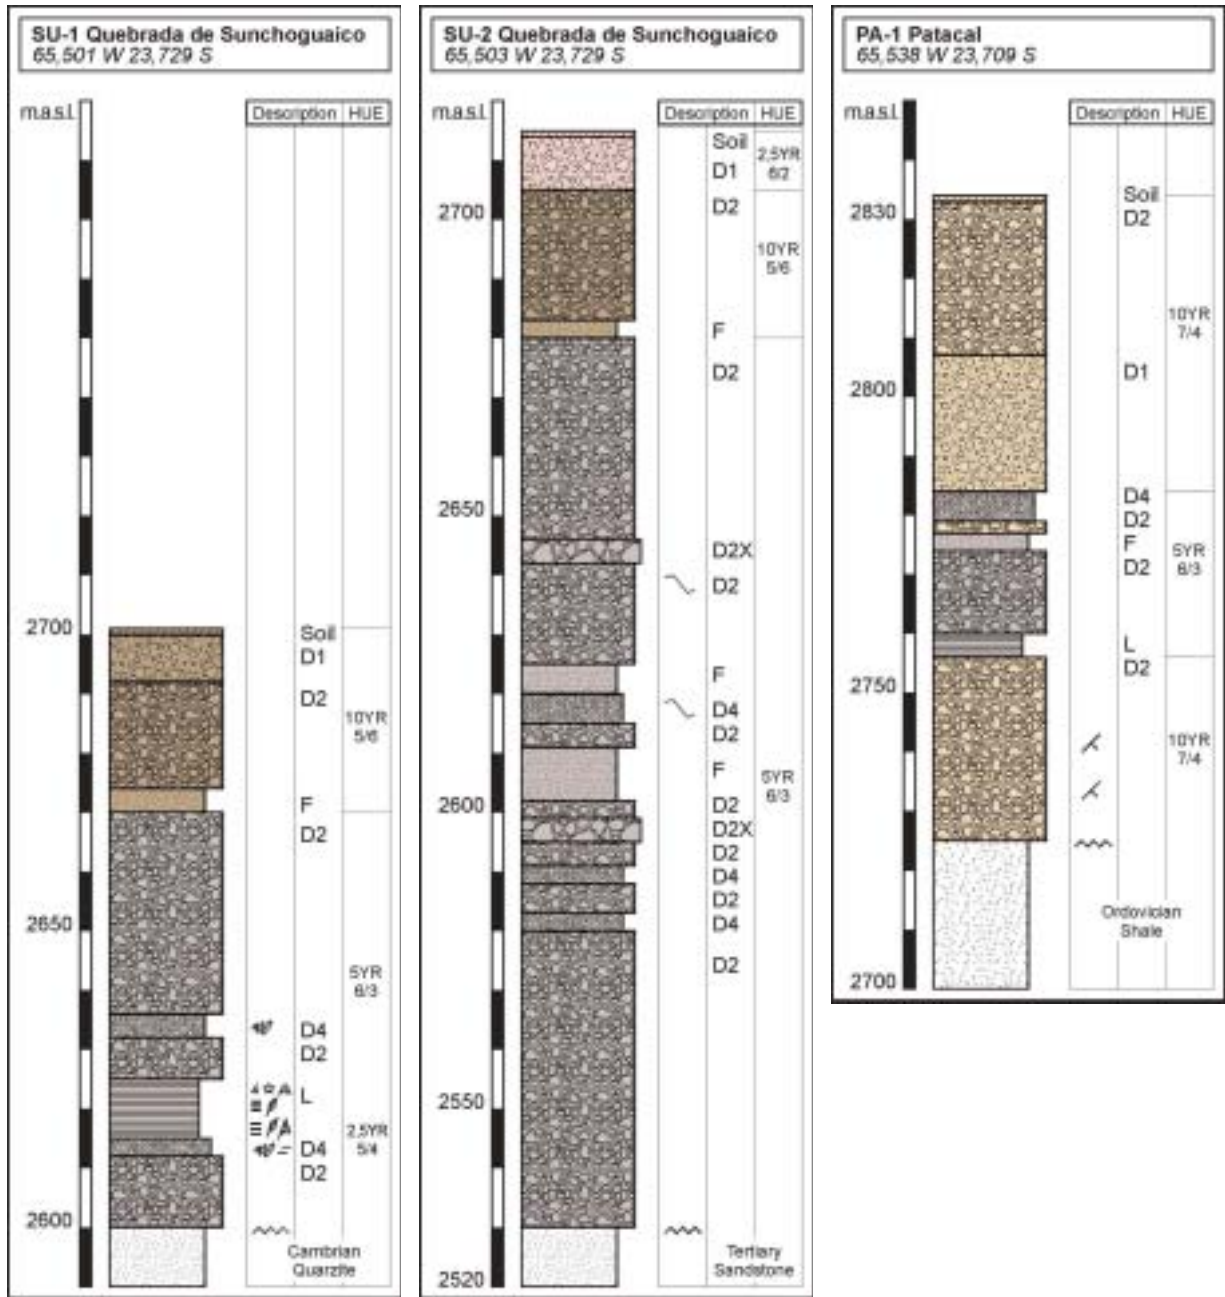 SU-1 Quebrada de Sunchoguaico
65,501 W 23,729 S
m.a.s.l.
Description HUE
2700
Soil
D1
D2
10YR
5/6
F
D2
2650
5YR
6/3
D4
D2
L
2,5YR
5/4
D4
D2
2600
Cambrian
Quarzite
SU-2 Quebrada de Sunchoguaico
65,503 W 23,729 S
m.a.s.l.
Description HUE
Soil
2,5YR
6/2
D1
2700
D2
10YR
5/6
F
D2
2650
D2X
D2
F
D4
D2
F
5YR
6/3
2600
D2
D2X
D2
D4
D2
D4
D2
2550
2520
Tertiary
Sandstone
PA-1 Patacal
65,538 W 23,709 S
m.a.s.l.
Description HUE
Soil
2830
D2
10YR
7/4
D1
2800
D4
D2
F
5YR
6/3
D2
L
D2
2750
10YR
7/4
Ordovician
Shale
2700